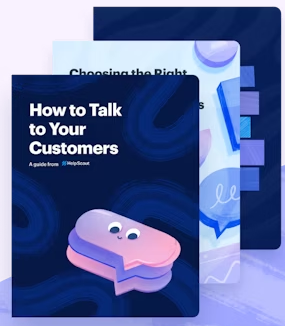 How to Talk
to Your
Customers
A guide from HelpScout
Choosing the Right
s